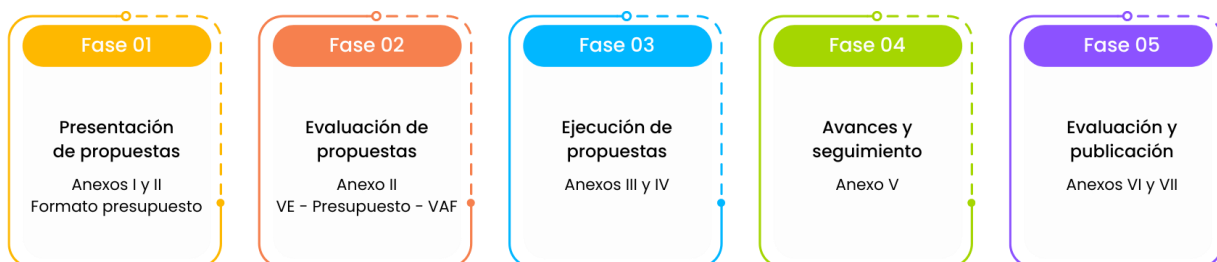 Fase 01
Presentación
de propuestas
Anexos I y II
Formato presupuesto
Fase 02
Evaluación de
propuestas
Anexo II
VE - Presupuesto - VAF
Fase 03
Ejecución de
propuestas
Anexos III y IV
Fase 04
Avances y
seguimiento
Anexo V
Fase 05
Evaluación y
publicación
Anexos VI y VII